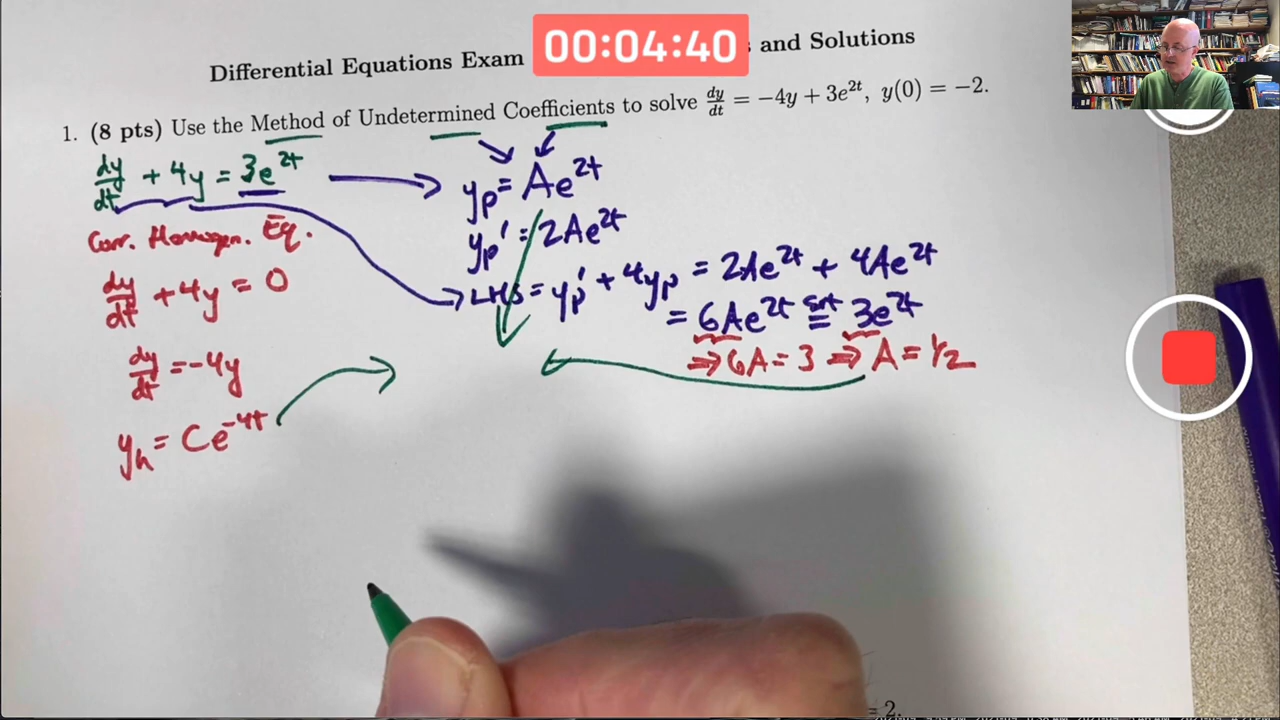 00:04:40
Differential Equations Exam and Solutions
1. (8 pts) Use the Method of Undetermined Coefficients to solve dy/dt = −4y + 3e^{2t}, y(0) = −2.
dy/dt + 4y = 3e^{2t}
y_p = Ae^{2t}
y_p' = 2Ae^{2t}
Corr. Homogen. Eq.
LHS = y_p' + 4y_p = 2Ae^{2t} + 4Ae^{2t}
dy/dt + 4y = 0
= 6Ae^{2t} = 3e^{2t}
⇒ 6A = 3 ⇒ A = 1/2
dy/dt = -4y
y_h = Ce^{-4t}
= 2.